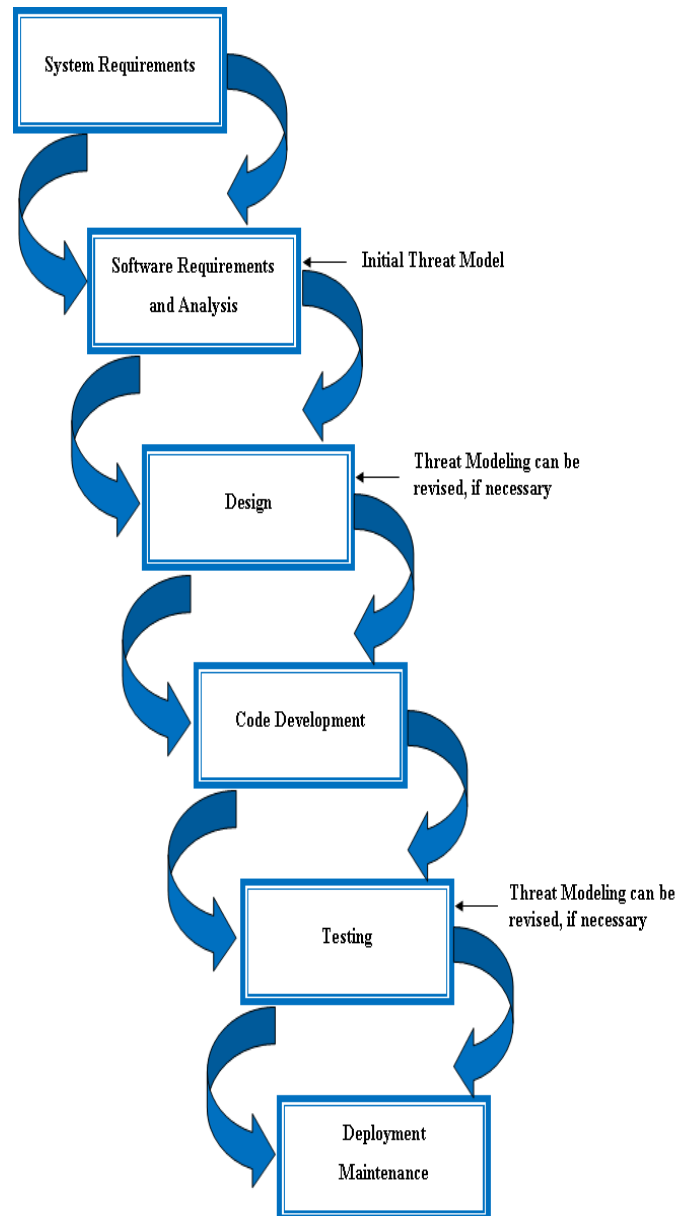 System Requirements
Software Requirements
and Analysis
Initial Threat Model
Design
Threat Modeling can be
revised, if necessary
Code Development
Testing
Threat Modeling can be
revised, if necessary
Deployment
Maintenance